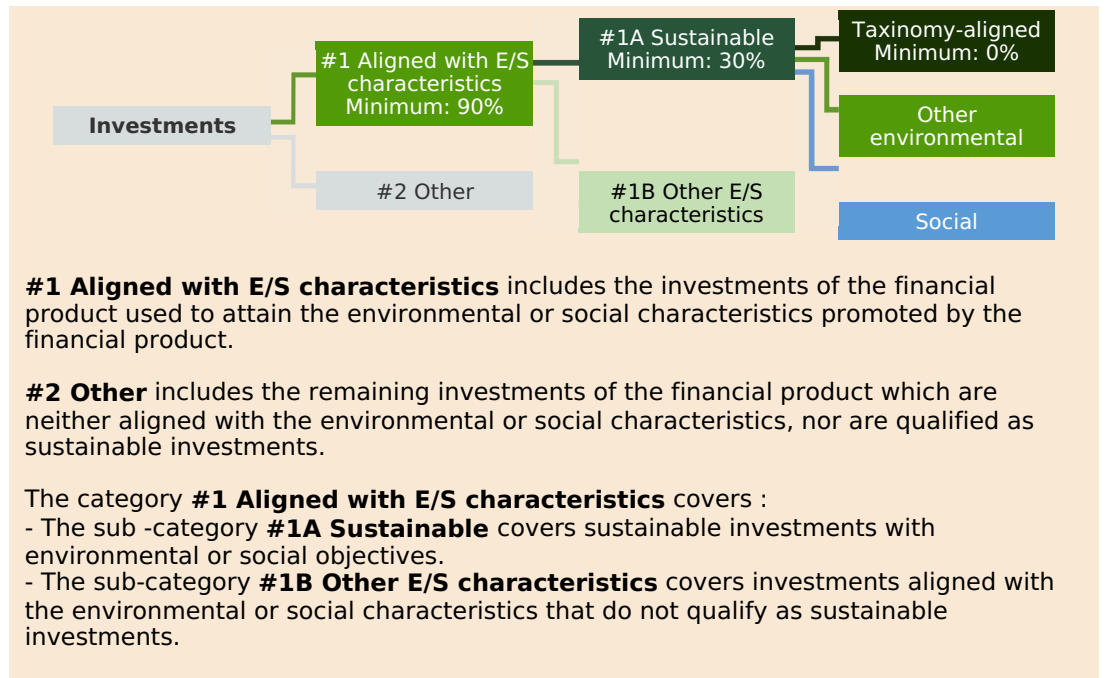 Investments
#1 Aligned with E/S
characteristics
Minimum: 90%
#2 Other
#1A Sustainable
Minimum: 30%
#1B Other E/S
characteristics
Taxinomy-aligned
Minimum: 0%
Other
environmental
Social
#1 Aligned with E/S characteristics includes the investments of the financial
product used to attain the environmental or social characteristics promoted by the
financial product.
#2 Other includes the remaining investments of the financial product which are
neither aligned with the environmental or social characteristics, nor are qualified as
sustainable investments.
The category #1 Aligned with E/S characteristics covers :
- The sub -category #1A Sustainable covers sustainable investments with
environmental or social objectives.
- The sub-category #1B Other E/S characteristics covers investments aligned with
the environmental or social characteristics that do not qualify as sustainable
investments.